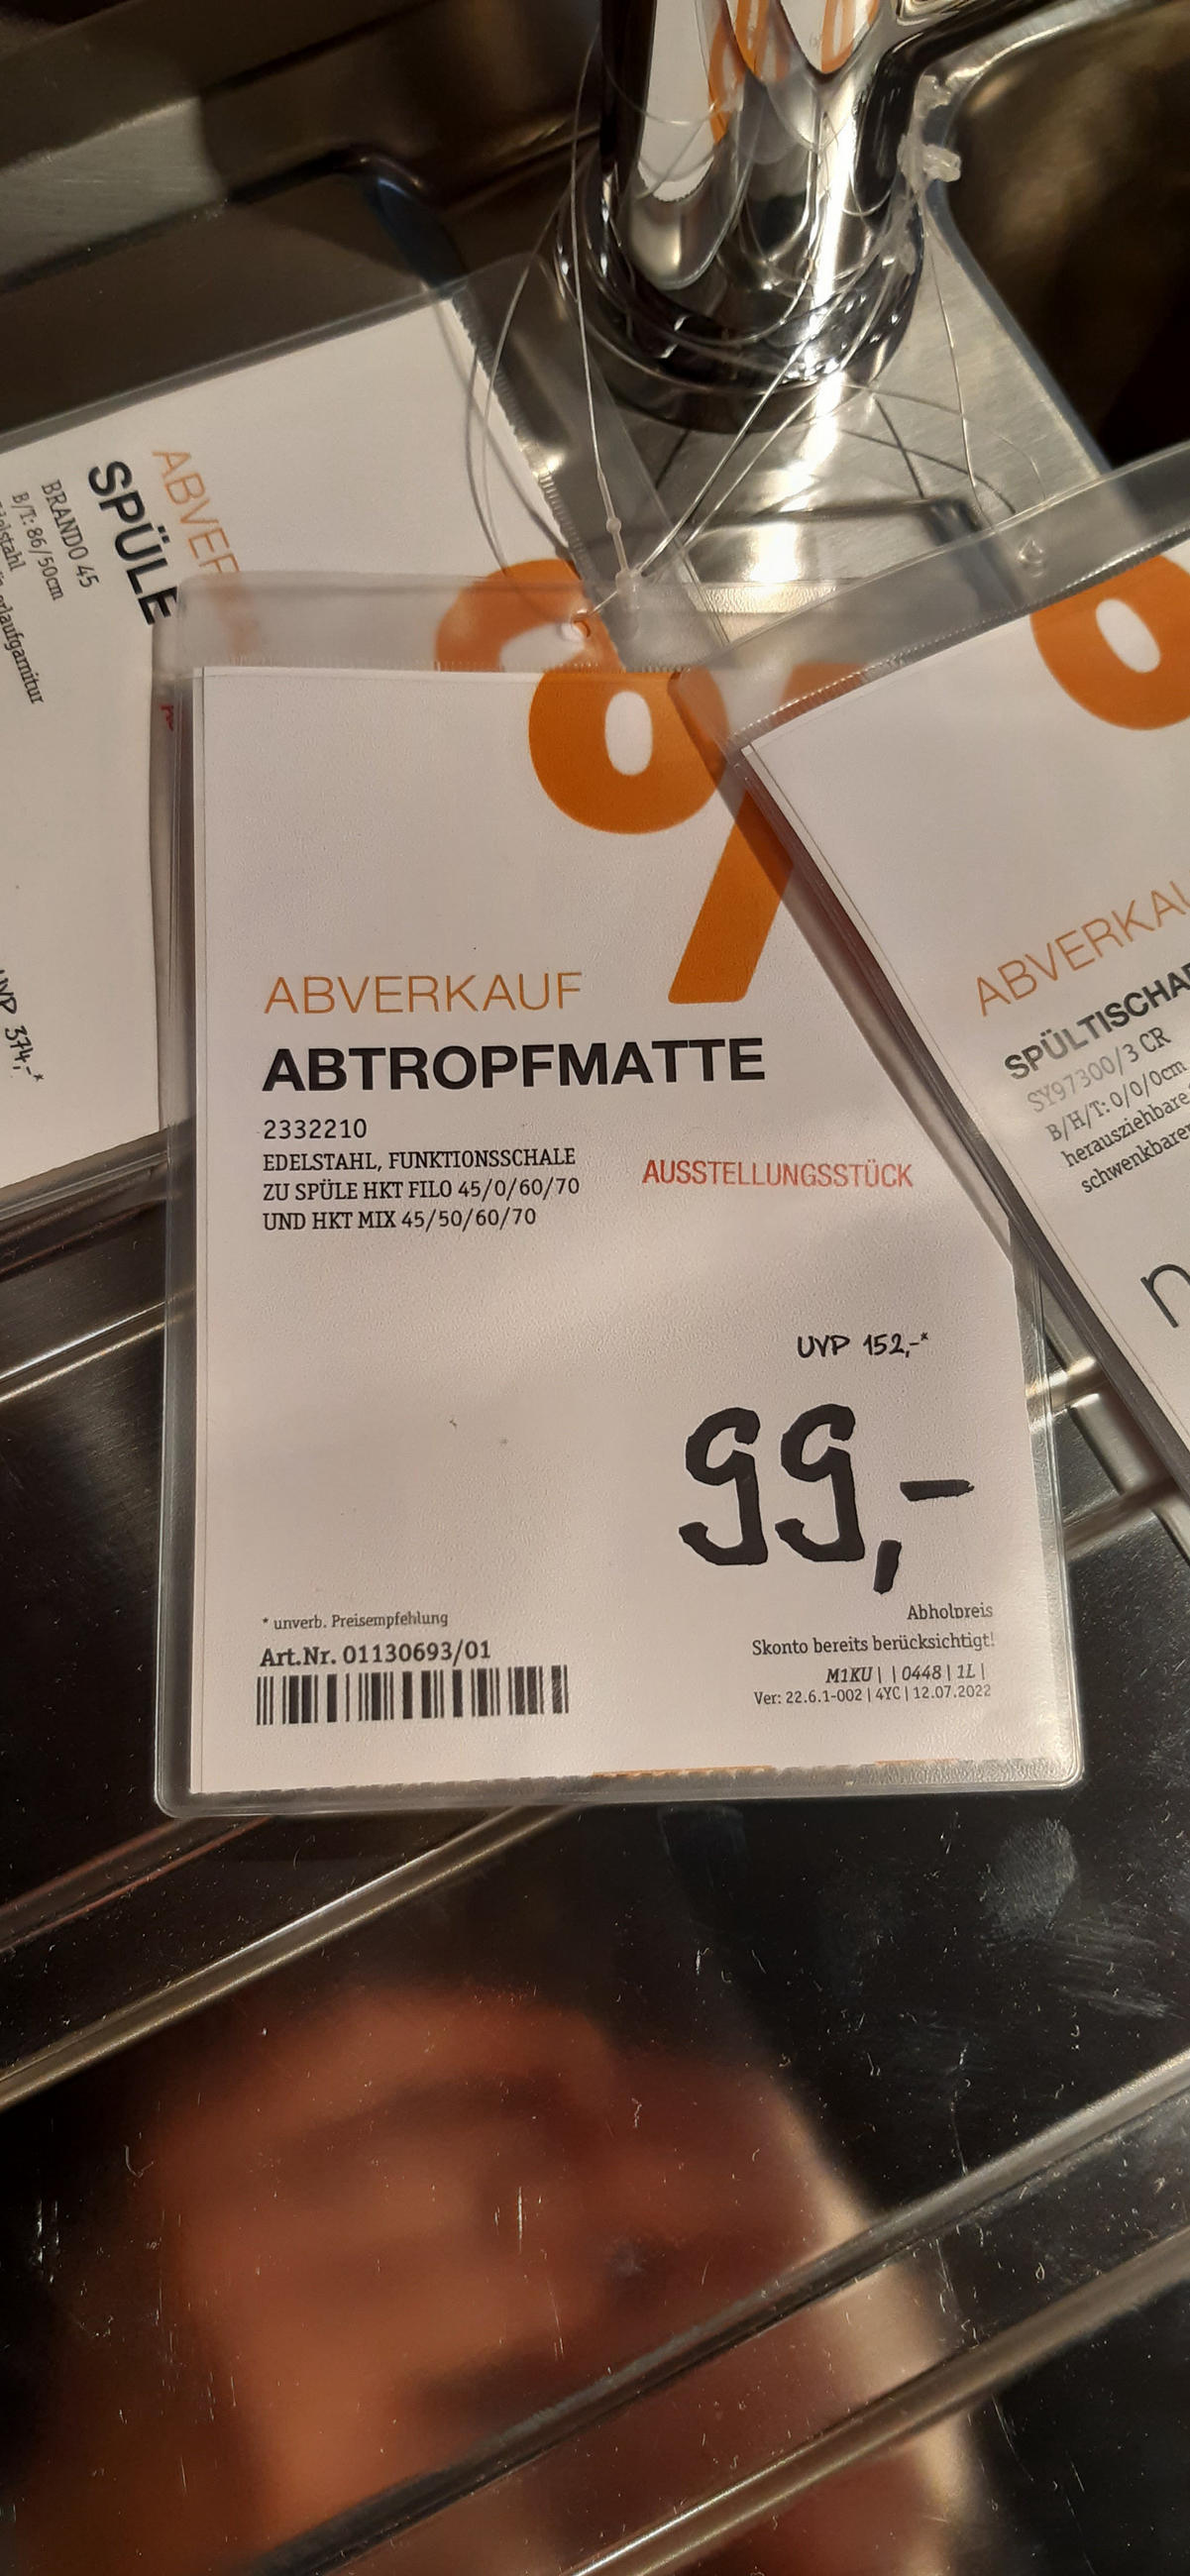 ABVER
SPÜLE
BRANDO 45
B/T: 86/50cm
UVP 374,-*
%
ABVERKAUF
ABTROPFMATTE
2332210
EDELSTAHL, FUNKTIONSSCHALE
ZU SPÜLE HKT FILO 45/0/60/70
UND HKT MIX 45/50/60/70
AUSSTELLUNGSSTÜCK
UVP 152,-*
99,-
* unverb. Preisempfehlung
Art.Nr. 01130693/01
Abholpreis
Skonto bereits berücksichtigt!
M1KU | | 0448 | 1L |
Ver: 22.6.1-002 | 4YC | 12.07.2022
ABVERKAU
SPÜLTISCHA
SY97300/3 CR
B/H/T: 0/0/0cm
herausziehbare
schwenkbare